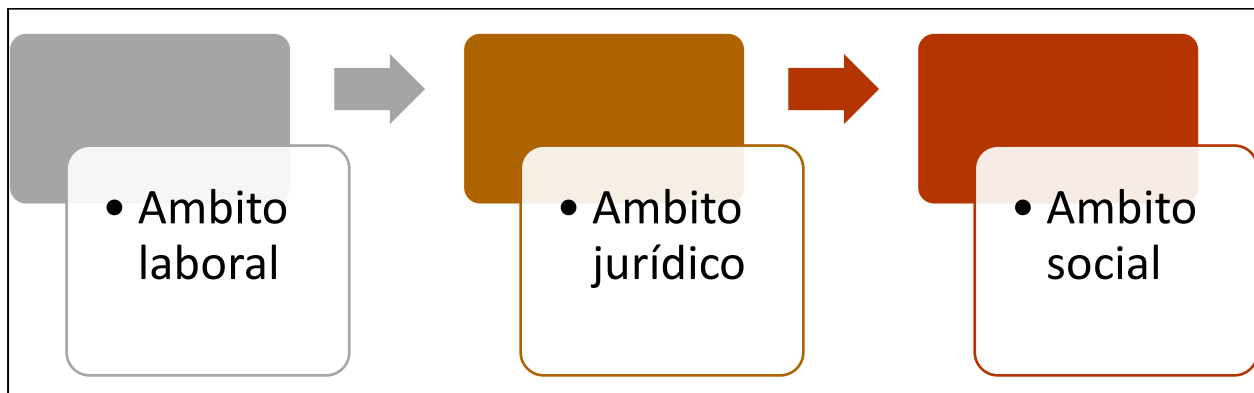 • Ambito
laboral
• Ambito
jurídico
• Ambito
social